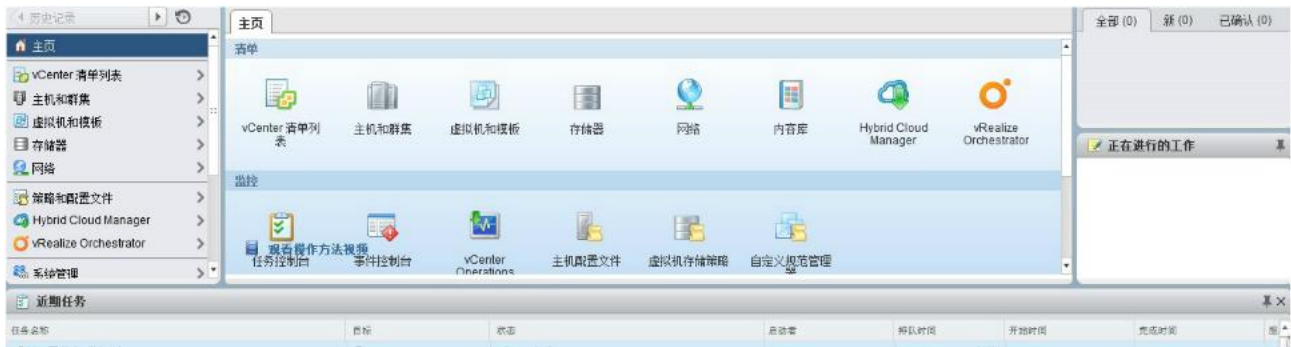 历史记录
主页
vCenter 清单列表
主机和群集
虚拟机和模板
存储器
网络
策略和配置文件
Hybrid Cloud Manager
vRealize Orchestrator
系统管理
主页
清单
vCenter 清单列
表
主机和群集
虚拟机和模板
存储器
网络
内容库
Hybrid Cloud
Manager
vRealize
Orchestrator
监控
任务控制台
事件控制台
vCenter
Operations
主机配置文件
虚拟机存储策略
自定义规范管理
器
观看操作方法视频
全部 (0) 新 (0) 已确认 (0)
正在进行的工作
近期任务
任务名称 目标 状态 启动者 排队时间 开始时间 完成时间